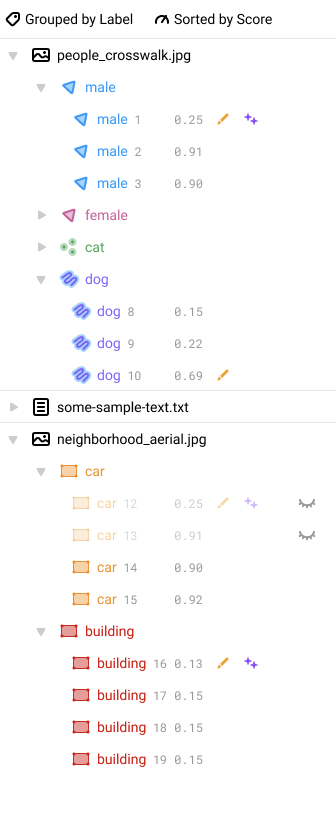 Grouped by Label Sorted by Score
people_crosswalk.jpg
male
male 1 0.25
male 2 0.91
male 3 0.90
female
cat
dog
dog 8 0.15
dog 9 0.22
dog 10 0.69
some-sample-text.txt
neighborhood_aerial.jpg
car
car 12 0.25
car 13 0.91
car 14 0.90
car 15 0.92
building
building 16 0.13
building 17 0.15
building 18 0.15
building 19 0.15